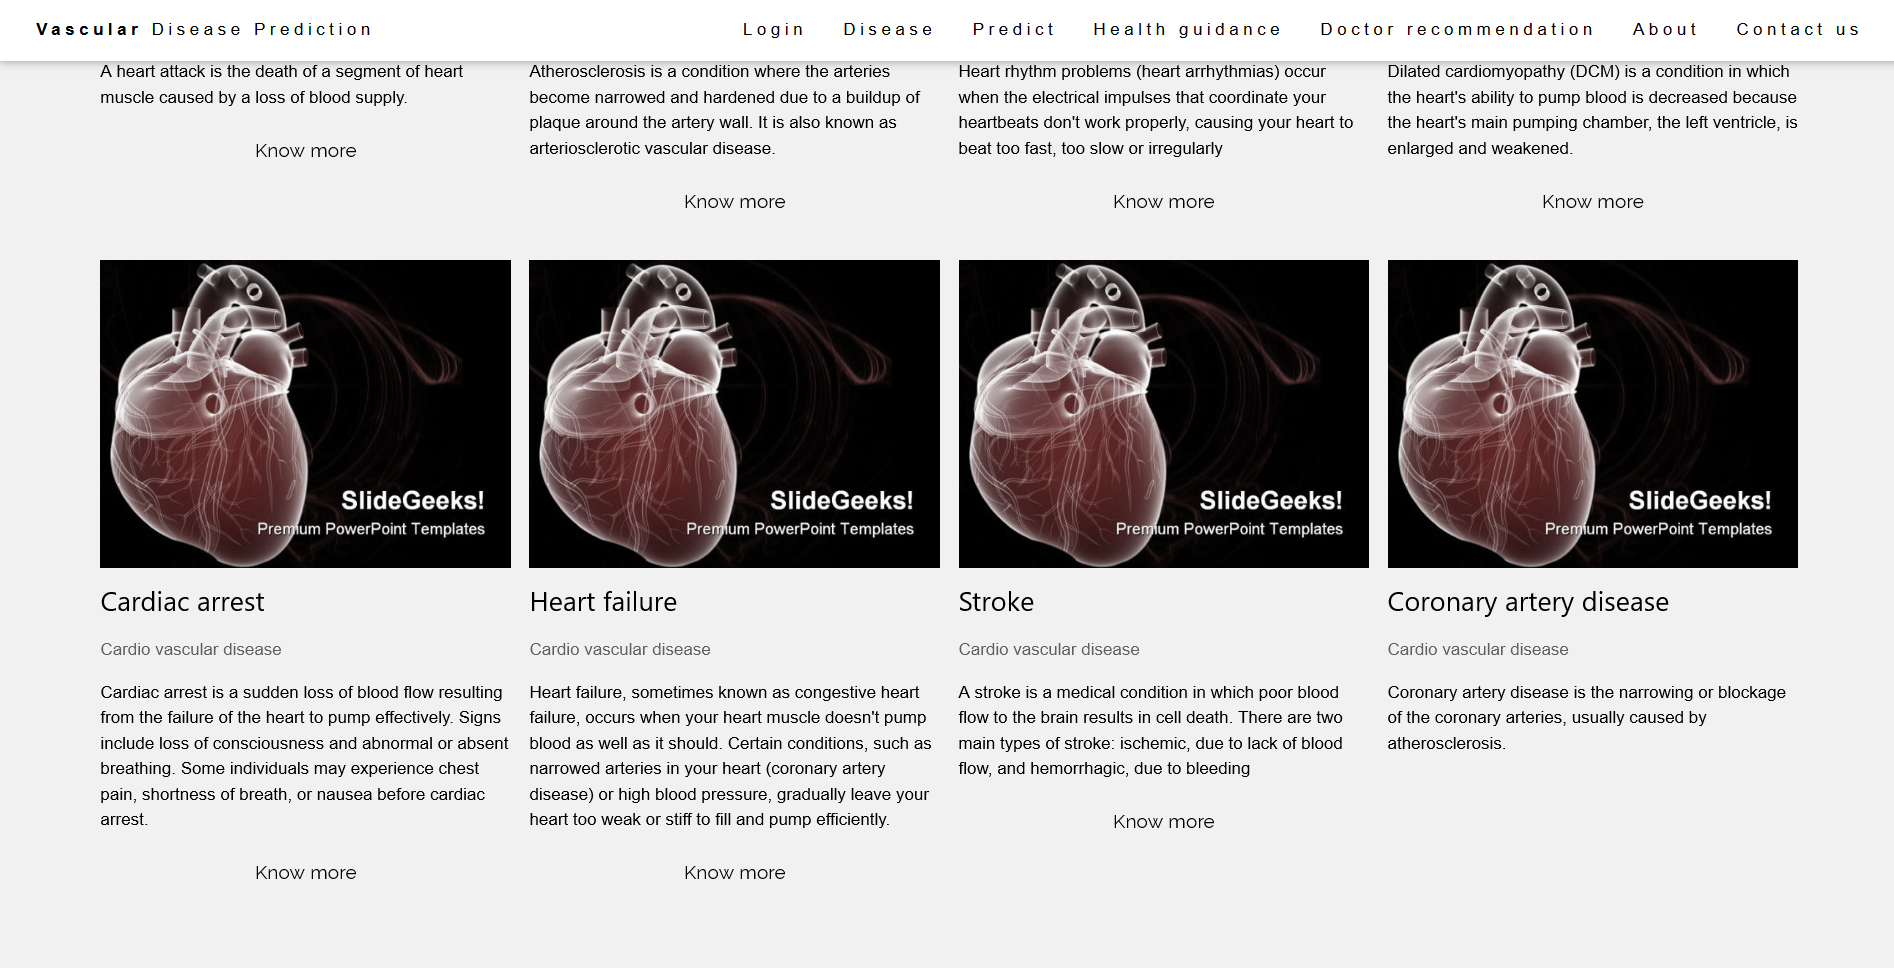 Vascular Disease Prediction
Login Disease Predict Health guidance Doctor recommendation About Contact us
A heart attack is the death of a segment of heart
muscle caused by a loss of blood supply.
Know more
Atherosclerosis is a condition where the arteries
become narrowed and hardened due to a buildup of
plaque around the artery wall. It is also known as
arteriosclerotic vascular disease.
Know more
Heart rhythm problems (heart arrhythmias) occur
when the electrical impulses that coordinate your
heartbeats don't work properly, causing your heart to
beat too fast, too slow or irregularly
Know more
Dilated cardiomyopathy (DCM) is a condition in which
the heart's ability to pump blood is decreased because
the heart's main pumping chamber, the left ventricle, is
enlarged and weakened.
Know more
SlideGeeks!
Premium PowerPoint Templates
Cardiac arrest
Cardio vascular disease
Cardiac arrest is a sudden loss of blood flow resulting
from the failure of the heart to pump effectively. Signs
include loss of consciousness and abnormal or absent
breathing. Some individuals may experience chest
pain, shortness of breath, or nausea before cardiac
arrest.
Know more
SlideGeeks!
Premium PowerPoint Templates
Heart failure
Cardio vascular disease
Heart failure, sometimes known as congestive heart
failure, occurs when your heart muscle doesn't pump
blood as well as it should. Certain conditions, such as
narrowed arteries in your heart (coronary artery
disease) or high blood pressure, gradually leave your
heart too weak or stiff to fill and pump efficiently.
Know more
SlideGeeks!
Premium PowerPoint Templates
Stroke
Cardio vascular disease
A stroke is a medical condition in which poor blood
flow to the brain results in cell death. There are two
main types of stroke: ischemic, due to lack of blood
flow, and hemorrhagic, due to bleeding
Know more
SlideGeeks!
Premium PowerPoint Templates
Coronary artery disease
Cardio vascular disease
Coronary artery disease is the narrowing or blockage
of the coronary arteries, usually caused by
atherosclerosis.